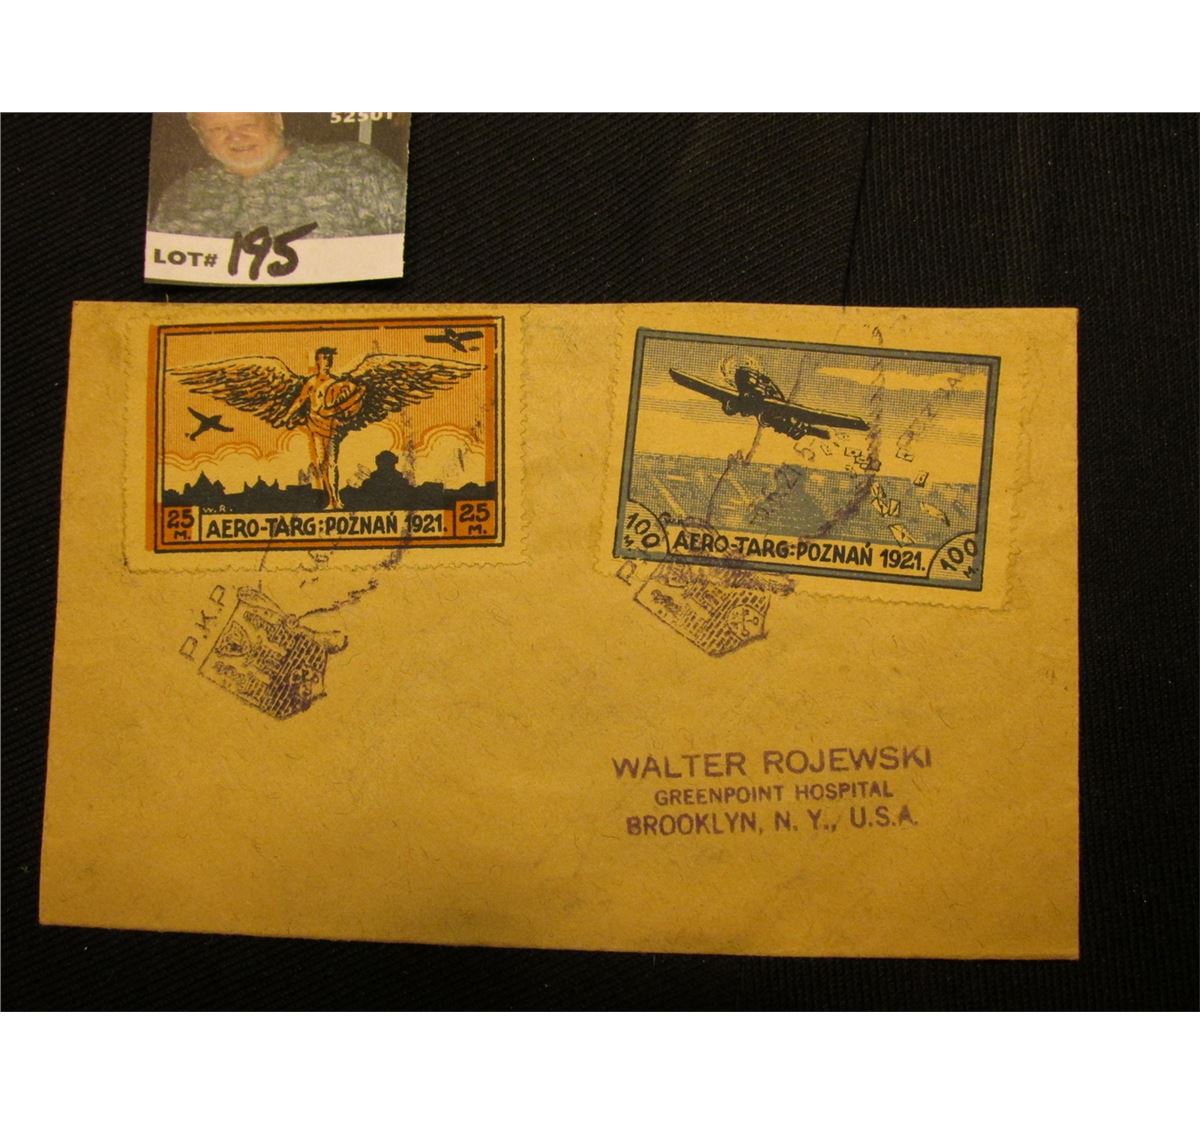 52501
LOT# 195
W.R.
25 M. AERO-TARG:POZNAŃ 1921. 25 M.
100 M AERO-TARG:POZNAŃ 1921. 100 M.
P.K.P
WALTER ROJEWSKI
GREENPOINT HOSPITAL
BROOKLYN, N. Y., U.S.A.